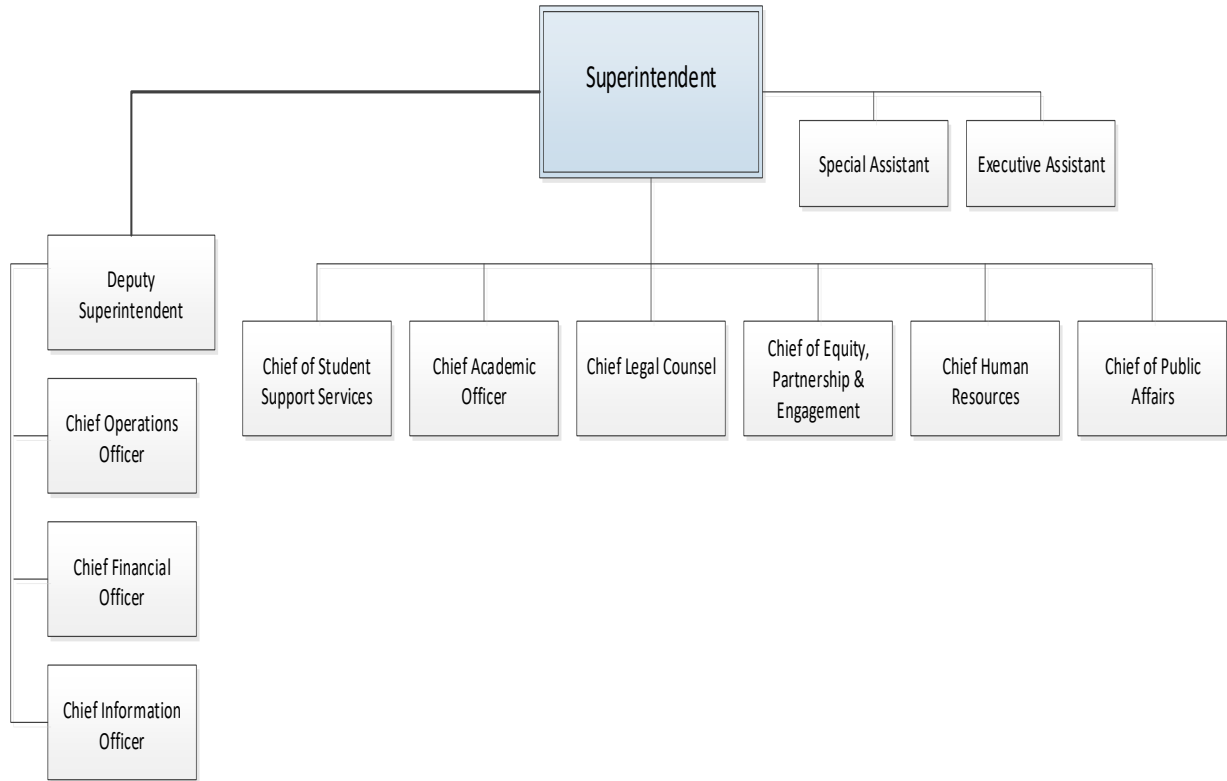 Superintendent
Special Assistant
Executive Assistant
Deputy
Superintendent
Chief of Student
Support Services
Chief Academic
Officer
Chief Legal Counsel
Chief of Equity,
Partnership &
Engagement
Chief Human
Resources
Chief of Public
Affairs
Chief Operations
Officer
Chief Financial
Officer
Chief Information
Officer